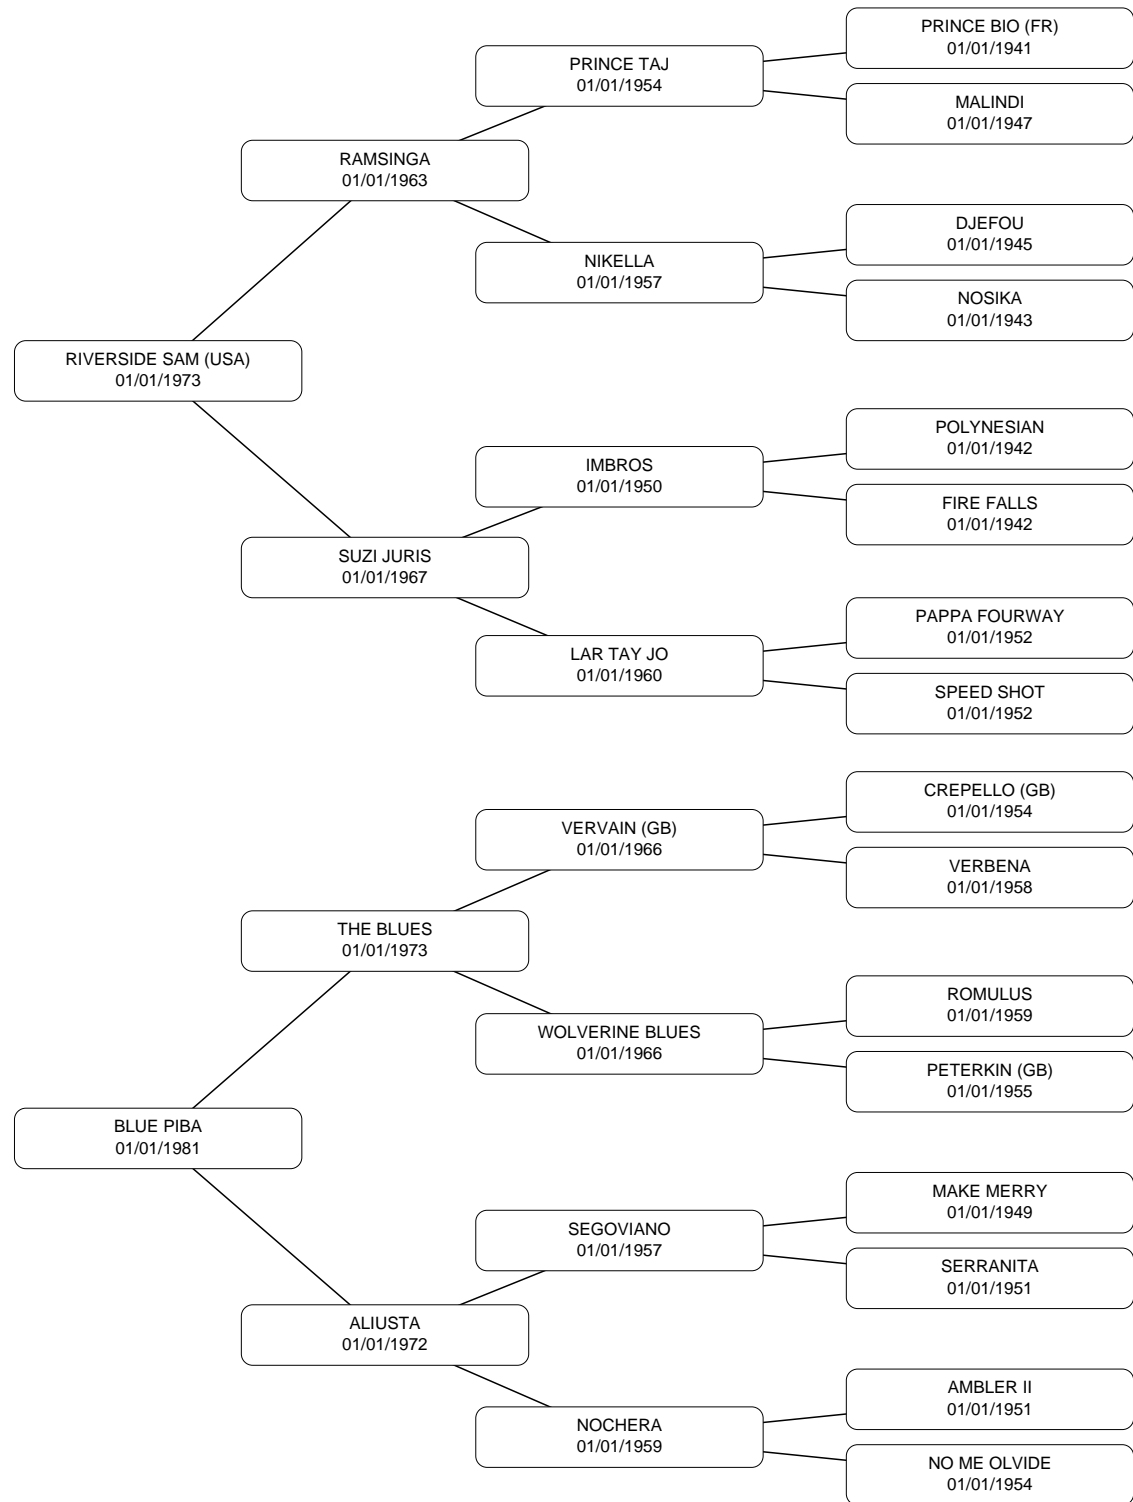 PRINCE BIO (FR)
01/01/1941
PRINCE TAJ
01/01/1954
MALINDI
01/01/1947
RAMSINGA
01/01/1963
DJEFOU
01/01/1945
NIKELLA
01/01/1957
NOSIKA
01/01/1943
RIVERSIDE SAM (USA)
01/01/1973
POLYNESIAN
01/01/1942
IMBROS
01/01/1950
FIRE FALLS
01/01/1942
SUZI JURIS
01/01/1967
PAPPA FOURWAY
01/01/1952
LAR TAY JO
01/01/1960
SPEED SHOT
01/01/1952
CREPELLO (GB)
01/01/1954
VERVAIN (GB)
01/01/1966
VERBENA
01/01/1958
THE BLUES
01/01/1973
ROMULUS
01/01/1959
WOLVERINE BLUES
01/01/1966
PETERKIN (GB)
01/01/1955
BLUE PIBA
01/01/1981
MAKE MERRY
01/01/1949
SEGOVIANO
01/01/1957
SERRANITA
01/01/1951
ALIUSTA
01/01/1972
AMBLER II
01/01/1951
NOCHERA
01/01/1959
NO ME OLVIDE
01/01/1954